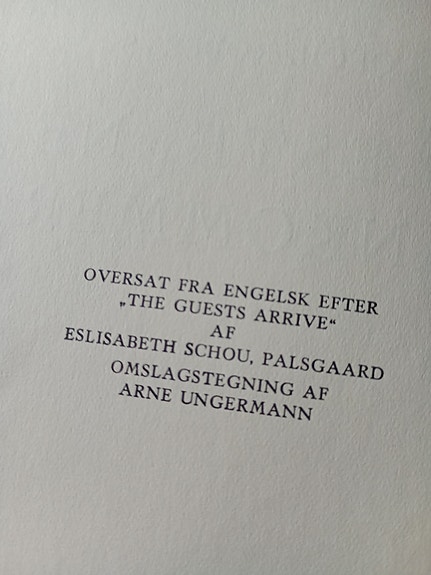 OVERSAT FRA ENGELSK EFTER
„THE GUESTS ARRIVE“
AF
ESLISABETH SCHOU, PALSGAARD
OMSLAGSTEGNING AF
ARNE UNGERMANN